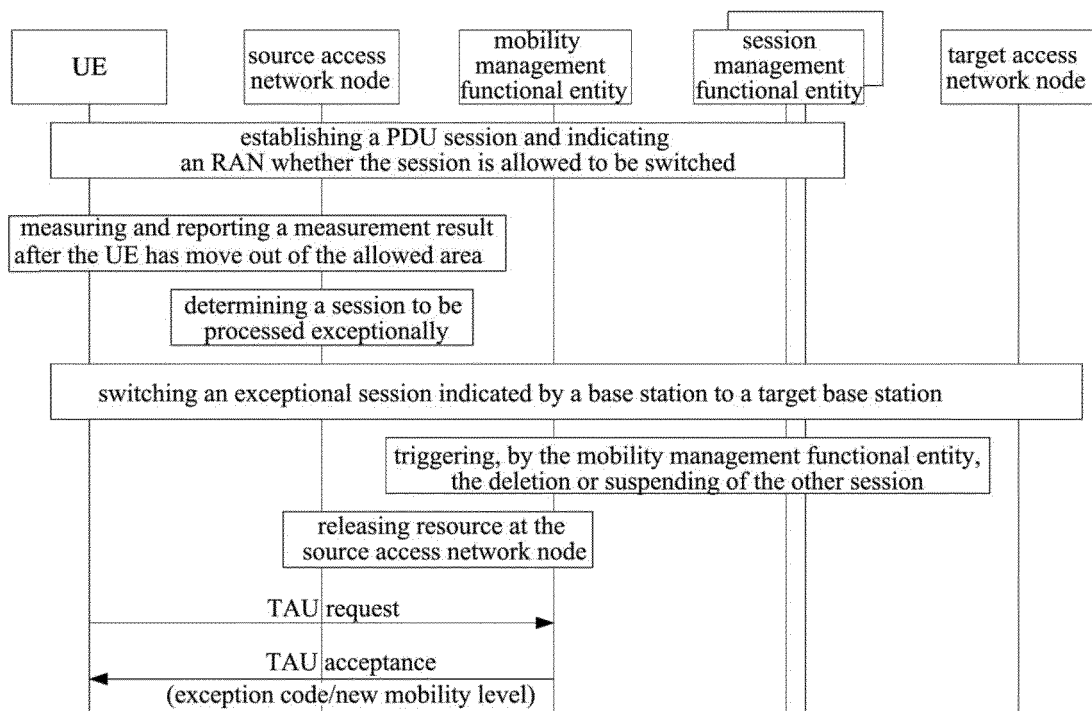 UE
source access
network node
mobility
management
functional entity
session
management
functional entity
target access
network node
establishing a PDU session and indicating
an RAN whether the session is allowed to be switched
measuring and reporting a measurement result
after the UE has move out of the allowed area
determining a session to be
processed exceptionally
switching an exceptional session indicated by a base station to a target base station
triggering, by the mobility management functional entity,
the deletion or suspending of the other session
releasing resource at the
source access network node
TAU request
TAU acceptance
(exception code/new mobility level)